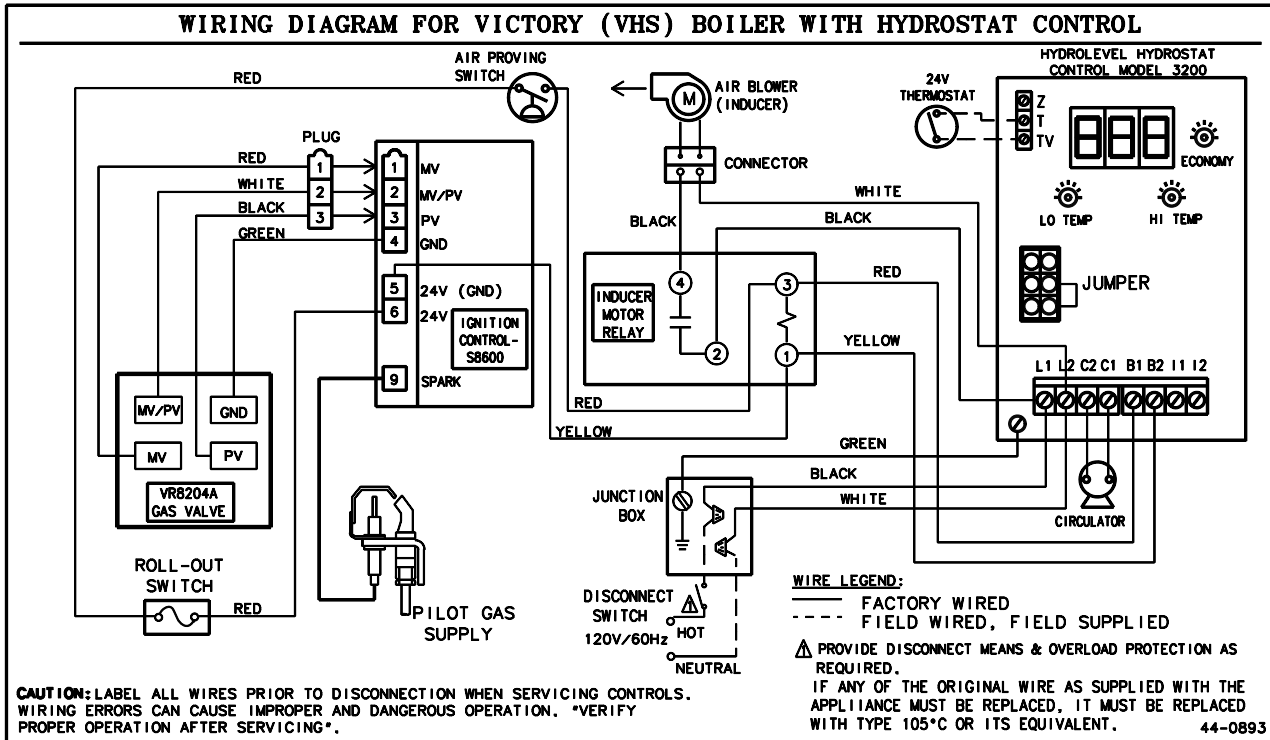 WIRING DIAGRAM FOR VICTORY (VHS) BOILER WITH HYDROSTAT CONTROL
AIR PROVING
SWITCH
RED
PLUG
RED
1
WHITE
2
BLACK
3
GREEN
1
MV
2
MV/PV
3
PV
4
GND
5
24V (GND)
6
24V
IGNITION
CONTROL-
S8600
9
SPARK
MV/PV
GND
MV
PV
VR8204A
GAS VALVE
ROLL-OUT
SWITCH
RED
PILOT GAS
SUPPLY
M
AIR BLOWER
(INDUCER)
CONNECTOR
BLACK
WHITE
BLACK
INDUCER
MOTOR
RELAY
4
2
3
1
RED
YELLOW
RED
YELLOW
24V
THERMOSTAT
HYDROLEVEL HYDROSTAT
CONTROL MODEL 3200
Z
T
TV
888
ECONOMY
LO TEMP
HI TEMP
JUMPER
L1 L2 C2 C1 B1 B2 I1 I2
GREEN
BLACK
WHITE
CIRCULATOR
JUNCTION
BOX
DISCONNECT
SWITCH
!
120V/60Hz
HOT
NEUTRAL
WIRE LEGEND:
FACTORY WIRED
FIELD WIRED, FIELD SUPPLIED
! PROVIDE DISCONNECT MEANS & OVERLOAD PROTECTION AS
REQUIRED.
IF ANY OF THE ORIGINAL WIRE AS SUPPLIED WITH THE
APPLIIANCE MUST BE REPLACED, IT MUST BE REPLACED
WITH TYPE 105°C OR ITS EQUIVALENT.
44-0893
CAUTION: LABEL ALL WIRES PRIOR TO DISCONNECTION WHEN SERVICING CONTROLS.
WIRING ERRORS CAN CAUSE IMPROPER AND DANGEROUS OPERATION. "VERIFY
PROPER OPERATION AFTER SERVICING".